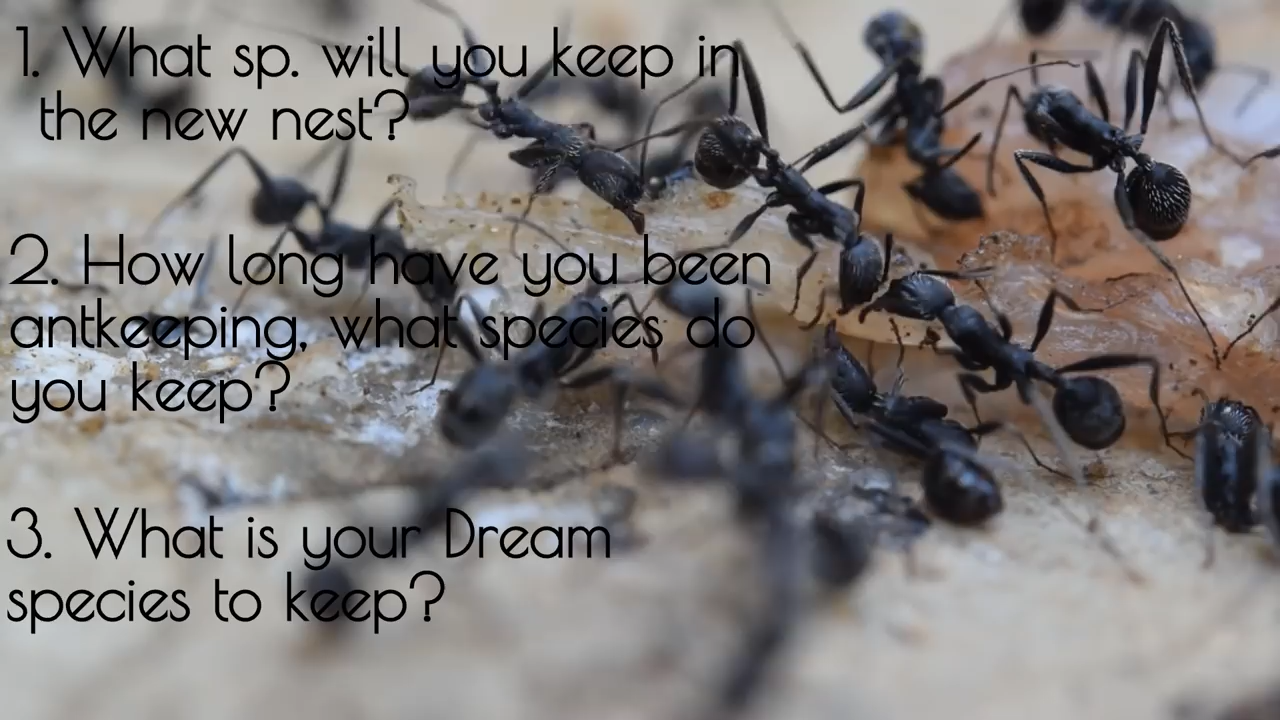 1. What sp. will you keep in
the new nest?
2. How long have you been
antkeeping, what species do
you keep?
3. What is your Dream
species to keep?